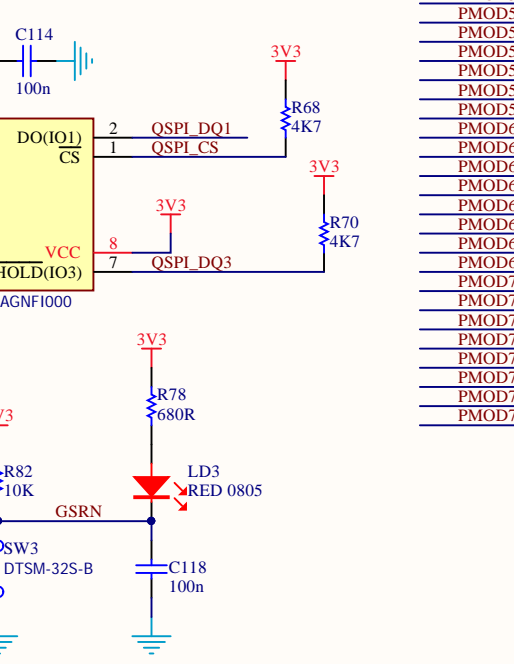 C114
100n
3V3
R68
4K7
DO(IO1)
2
QSPI_DQ1
CS
1
QSPI_CS
3V3
R70
4K7
3V3
VCC
8
HOLD(IO3)
7
QSPI_DQ3
AGNFI000
3V3
R78
680R
V3
R82
10K
LD3
RED 0805
GSRN
SW3
DTSM-32S-B
C118
100n
PMOD5
PMOD5
PMOD5
PMOD5
PMOD5
PMOD5
PMOD6
PMOD6
PMOD6
PMOD6
PMOD6
PMOD6
PMOD6
PMOD6
PMOD7
PMOD7
PMOD7
PMOD7
PMOD7
PMOD7
PMOD7
PMOD7